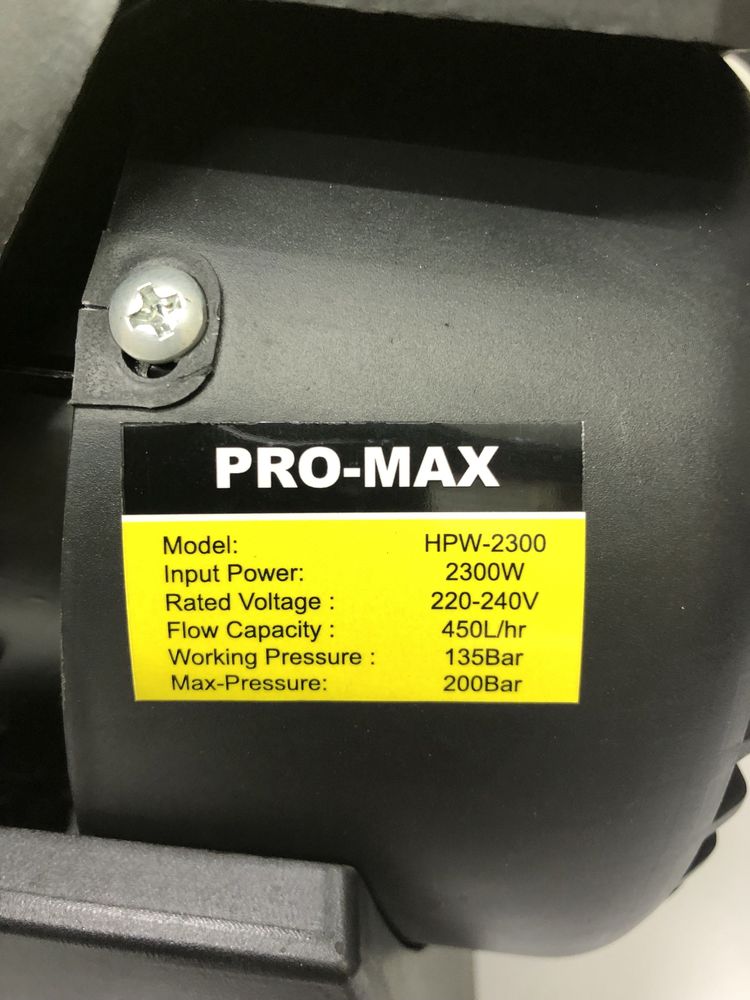 PRO-MAX
Model: HPW-2300
Input Power: 2300W
Rated Voltage : 220-240V
Flow Capacity : 450L/hr
Working Pressure : 135Bar
Max-Pressure: 200Bar